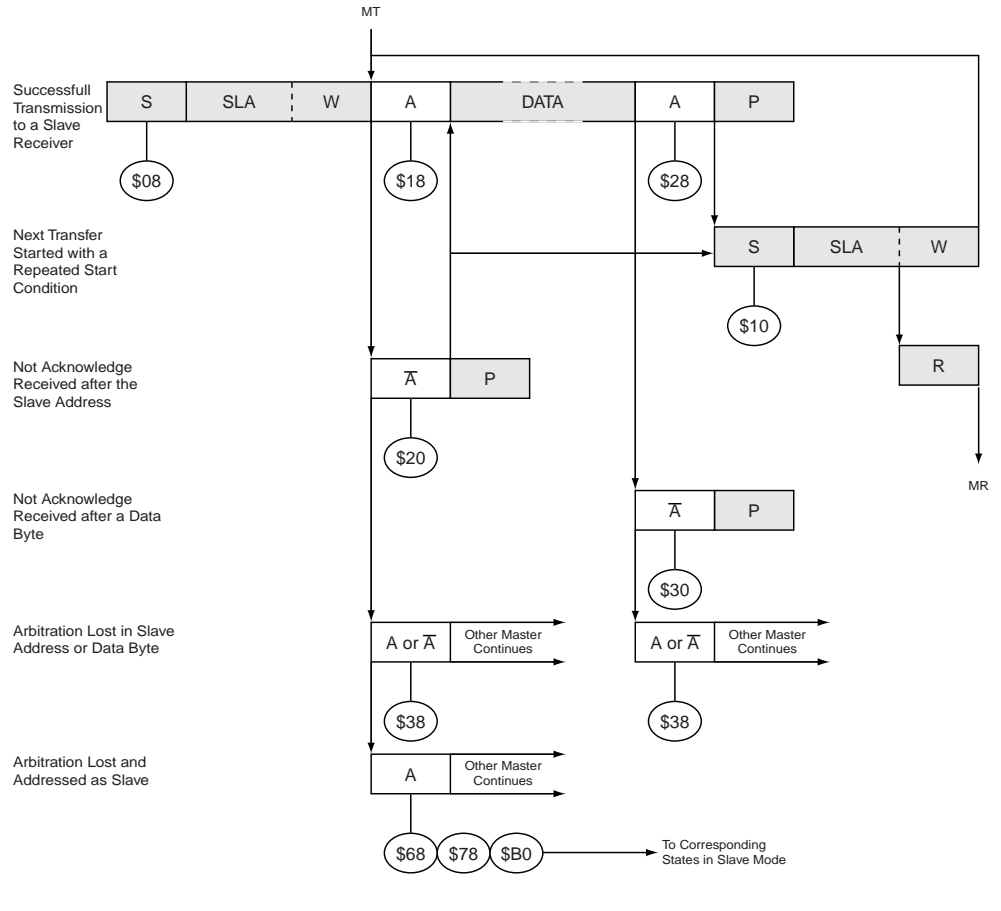 MT
Successfull
Transmission
to a Slave
Receiver
S SLA W A DATA A P
$08 $18 $28
Next Transfer
Started with a
Repeated Start
Condition
S SLA W
$10
Not Acknowledge
Received after the
Slave Address
A̅ P
R
$20
MR
Not Acknowledge
Received after a Data
Byte
A̅ P
$30
Arbitration Lost in Slave
Address or Data Byte
A or A̅
Other Master
Continues
A or A̅
Other Master
Continues
$38 $38
Arbitration Lost and
Addressed as Slave
A
Other Master
Continues
$68 $78 $B0
To Corresponding
States in Slave Mode